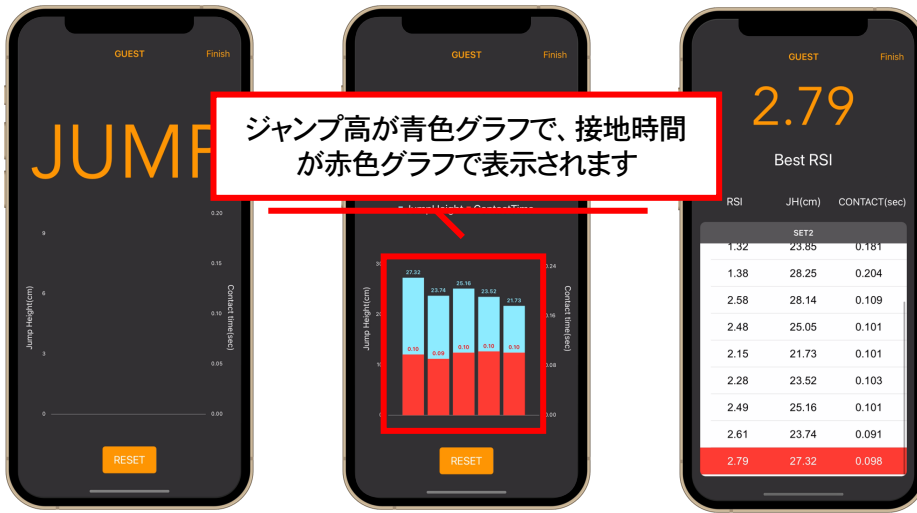 GUEST
Finish
JUMP
9
6
3
0
0.20
0.15
0.10
0.05
0.00
Jump Height(cm)
Contact time(sec)
RESET
GUEST
Finish
ジャンプ高が青色グラフで、接地時間
が赤色グラフで表示されます
JumpHeight ContactTime
0.24
0.16
0.08
0.00
27.32
23.74
25.16
23.52
21.73
0.10
0.09
0.10
0.10
0.10
Jump Height(cm)
Contact time(sec)
RESET
GUEST
Finish
2.79
Best RSI
RSI JH(cm) CONTACT(sec)
SET2
1.32 23.85 0.181
1.38 28.25 0.204
2.58 28.14 0.109
2.48 25.05 0.101
2.15 21.73 0.101
2.28 23.52 0.103
2.49 25.16 0.101
2.61 23.74 0.091
2.79 27.32 0.098